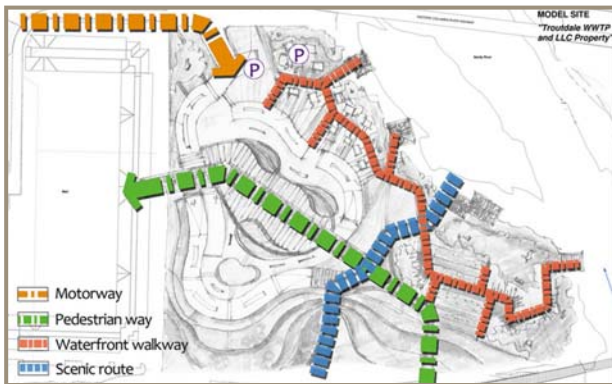 MODEL SITE
"Troutdale WWTP
and LLC Property"
P
P
Motorway
Pedestrian way
Waterfront walkway
Scenic route